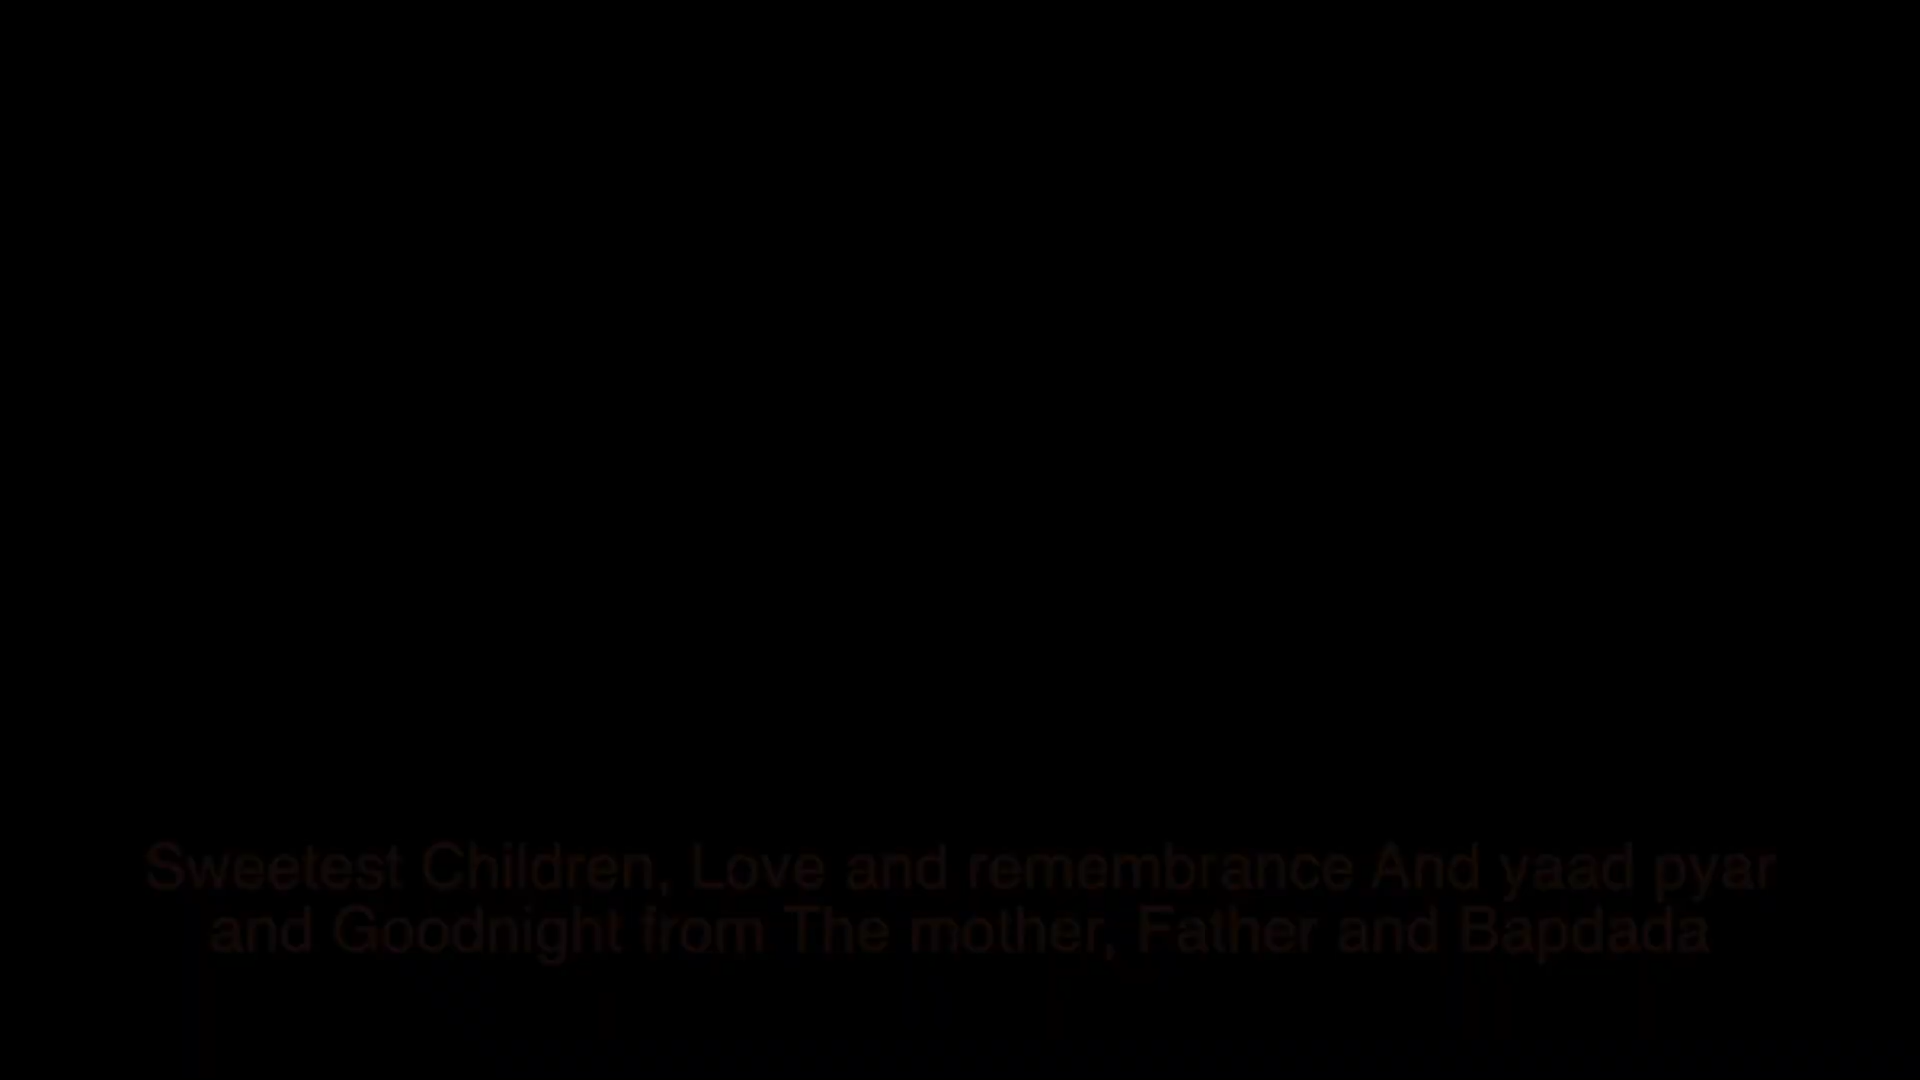 Sweetest Children, Love and remembrance And yaad pyar
and Goodnight from The mother, Father and Bapdada